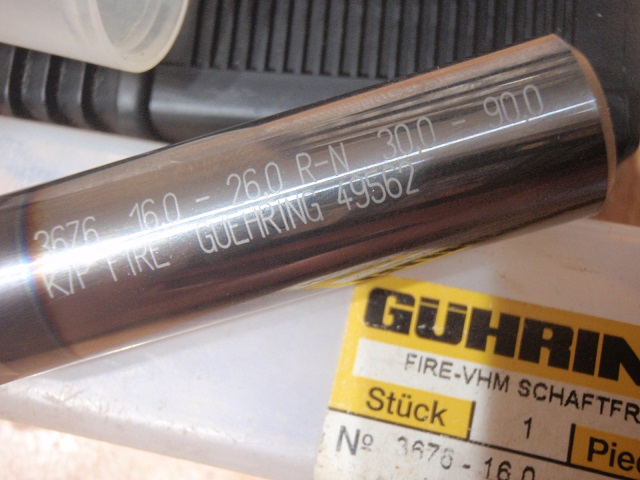 3676 16.0 - 26.0 R-N 30.0 - 90.0
K/P FIRE GUEHRING 49562
GÜHRIN
FIRE-VHM SCHAFTFR
Stück 1 Piec
Nº 3676 - 16.0